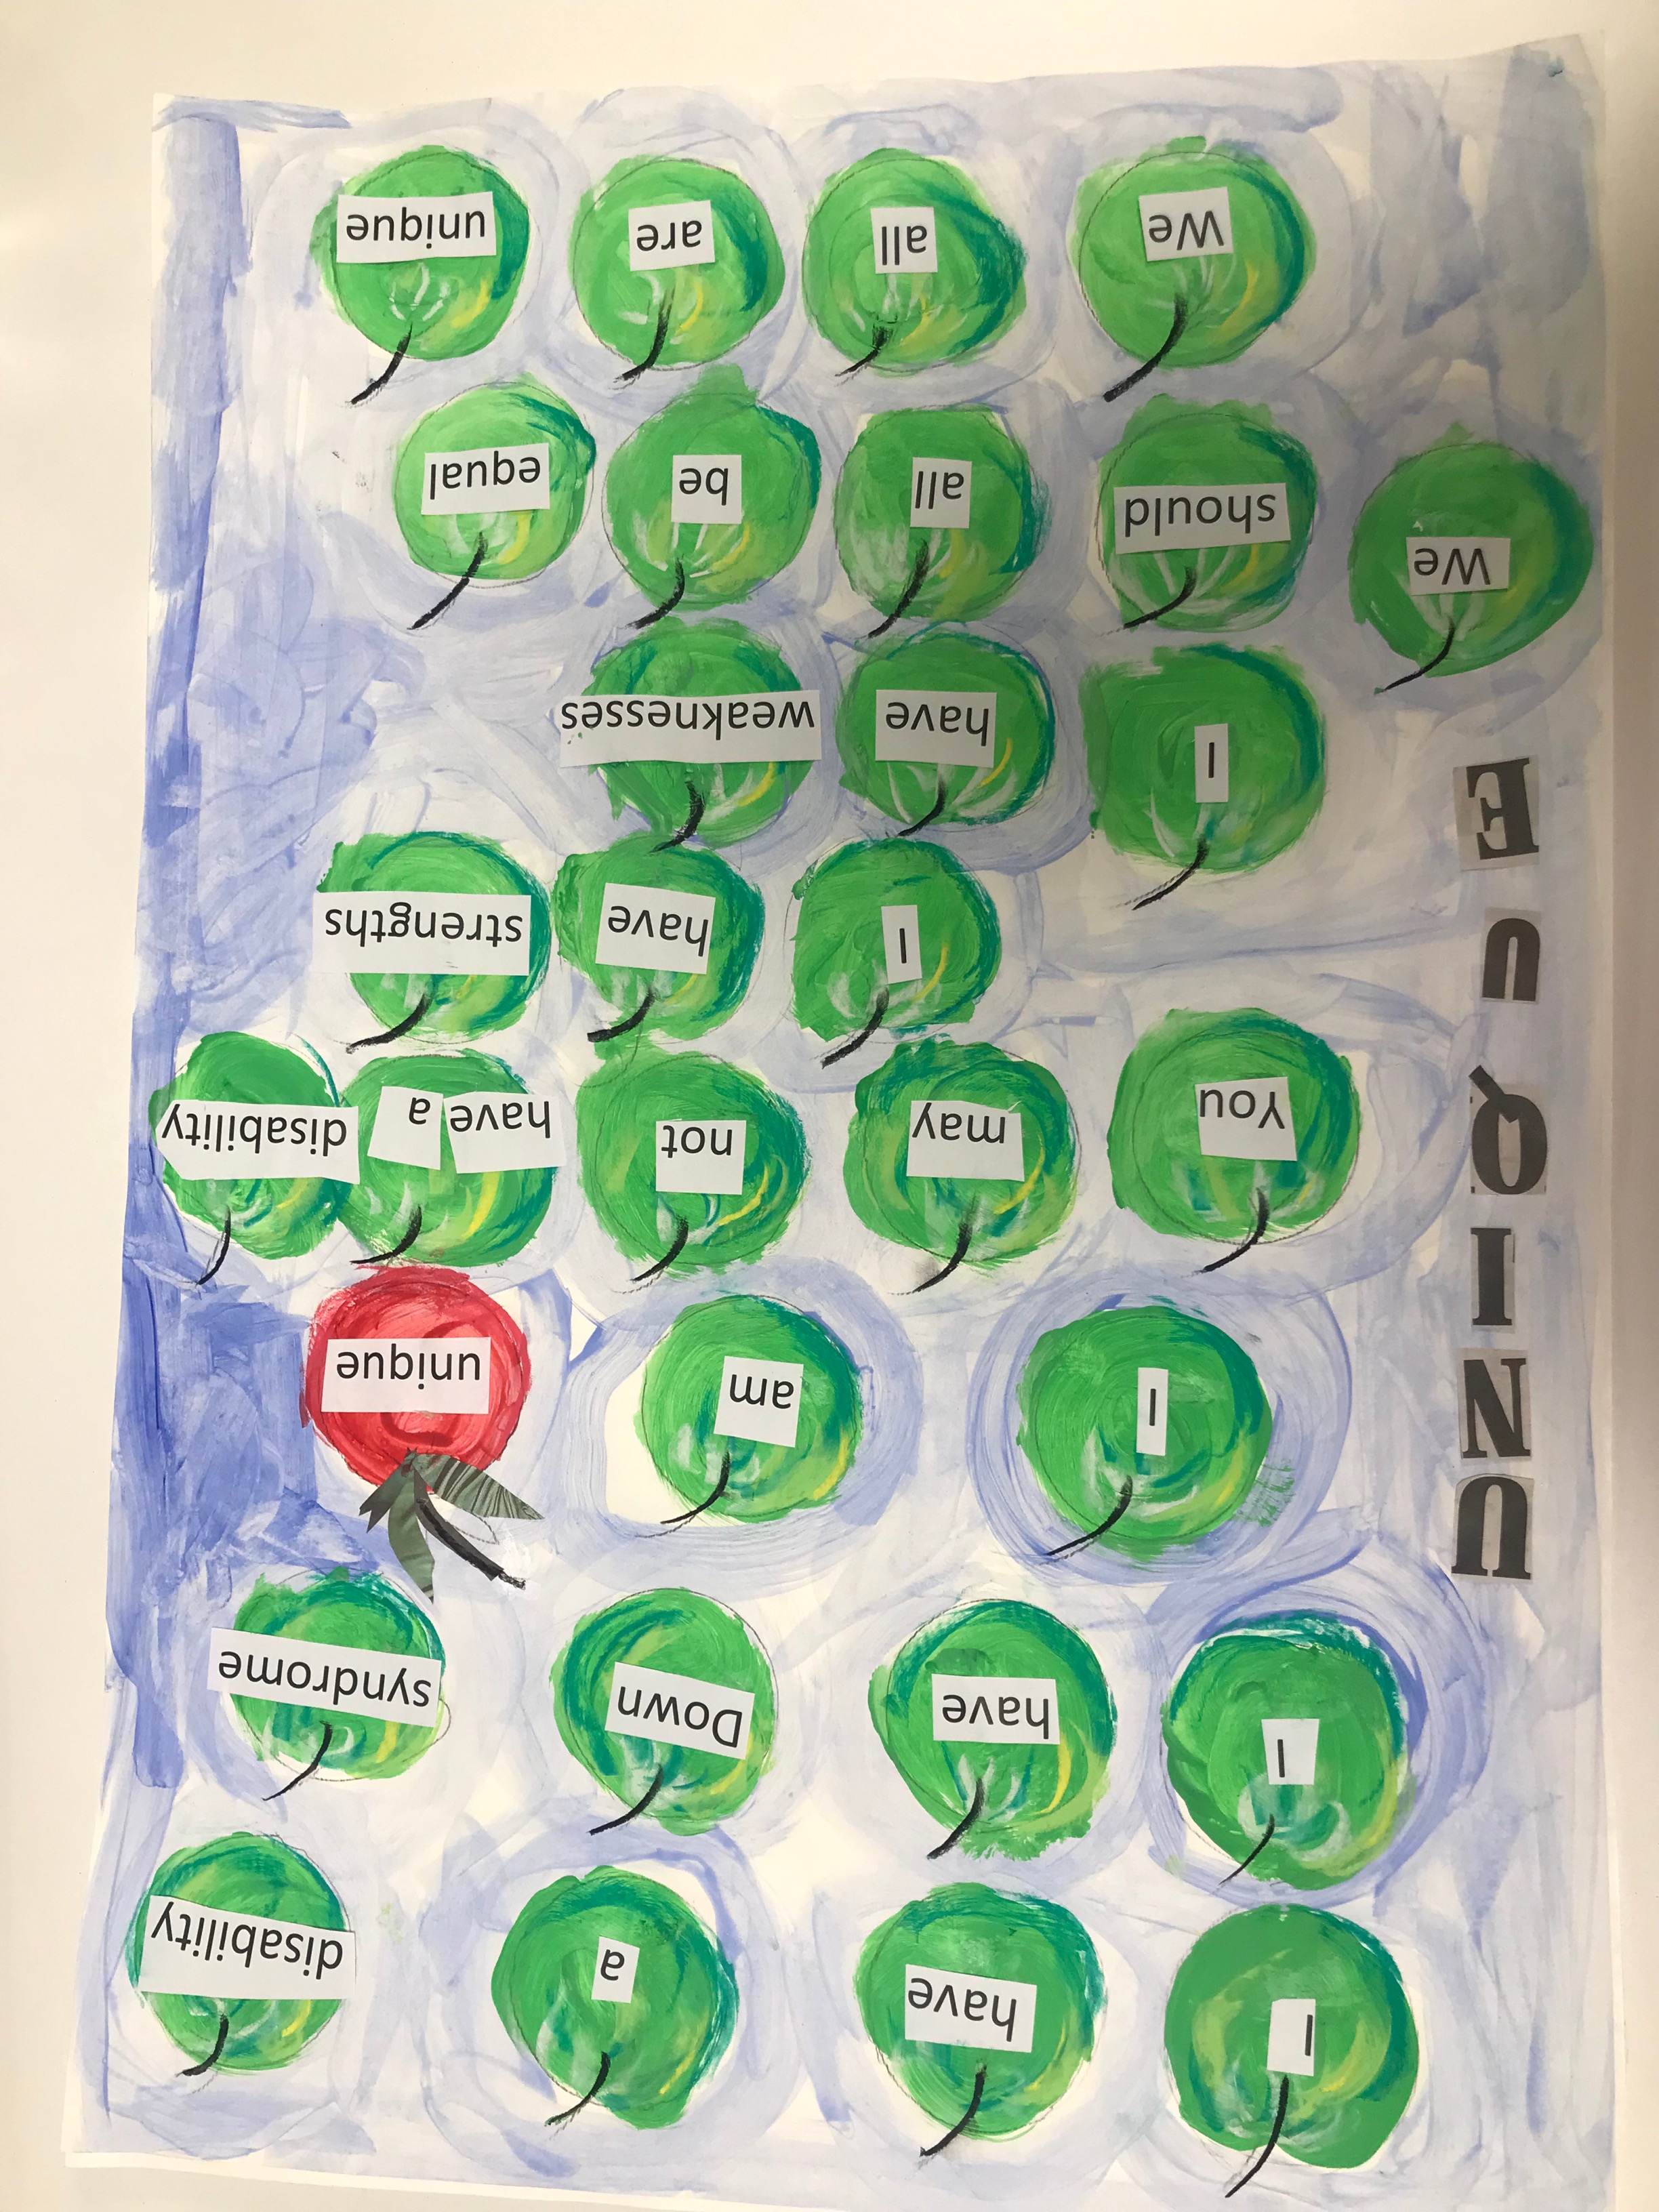 UNIQuE
I have a disability
I have Down syndrome
I am unique
You may not have a disability
I have strengths
I have weaknesses
We should all be equal
We all are unique